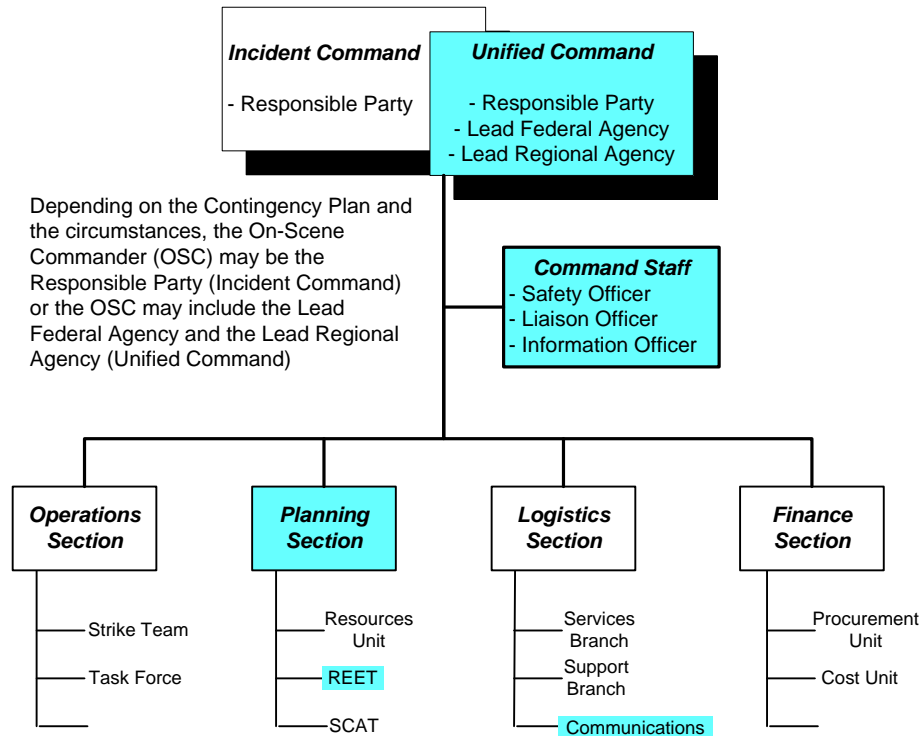 Incident Command
- Responsible Party
Unified Command
- Responsible Party
- Lead Federal Agency
- Lead Regional Agency
Depending on the Contingency Plan and
the circumstances, the On-Scene
Commander (OSC) may be the
Responsible Party (Incident Command)
or the OSC may include the Lead
Federal Agency and the Lead Regional
Agency (Unified Command)
Command Staff
- Safety Officer
- Liaison Officer
- Information Officer
Operations
Section
Strike Team
Task Force
Planning
Section
Resources
Unit
REET
SCAT
Logistics
Section
Services
Branch
Support
Branch
Communications
Finance
Section
Procurement
Unit
Cost Unit